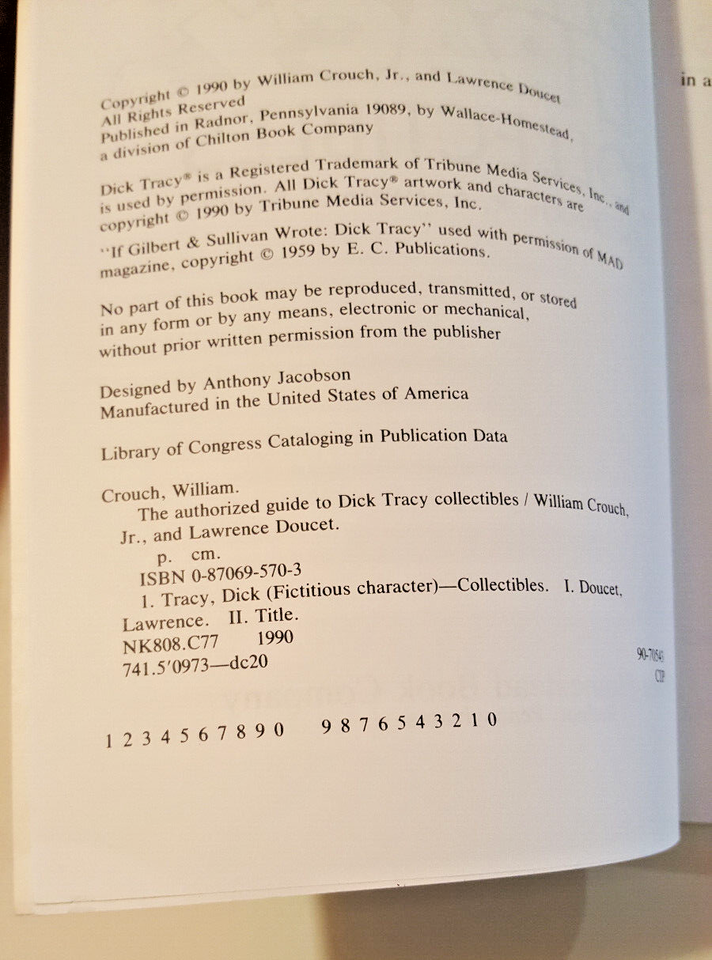 Copyright © 1990 by William Crouch, Jr., and Lawrence Doucet
All Rights Reserved
Published in Radnor, Pennsylvania 19089, by Wallace-Homestead,
a division of Chilton Book Company
Dick Tracy® is a Registered Trademark of Tribune Media Services, Inc., and
is used by permission. All Dick Tracy® artwork and characters are
copyright © 1990 by Tribune Media Services, Inc.
"If Gilbert & Sullivan Wrote: Dick Tracy" used with permission of MAD
magazine, copyright © 1959 by E. C. Publications.
No part of this book may be reproduced, transmitted, or stored
in any form or by any means, electronic or mechanical,
without prior written permission from the publisher
Designed by Anthony Jacobson
Manufactured in the United States of America
Library of Congress Cataloging in Publication Data
Crouch, William.
The authorized guide to Dick Tracy collectibles / William Crouch,
Jr., and Lawrence Doucet.
p. cm.
ISBN 0-87069-570-3
1. Tracy, Dick (Fictitious character)—Collectibles. I. Doucet,
Lawrence. II. Title.
NK808.C77 1990
741.5'0973—dc20
CIP
1 2 3 4 5 6 7 8 9 0 9 8 7 6 5 4 3 2 1 0
in a